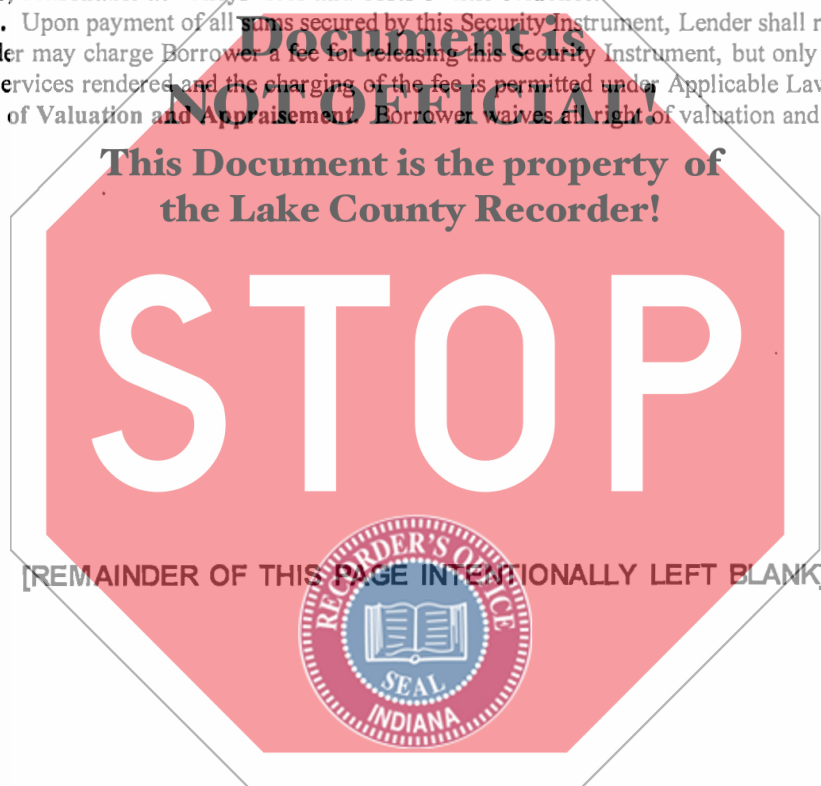 . Upon payment of all sums secured by this Security Instrument, Lender shall
er may charge Borrower a fee for releasing this Security Instrument, but only
ervices rendered and the charging of the fee is permitted under Applicable
of Valuation and Appraisement. Borrower waives all right of valuation and
Document is
NOT OFFICIAL!
This Document is the property of
the Lake County Recorder!
STOP
[REMAINDER OF THIS PAGE INTENTIONALLY LEFT BLANK]
RECORDER'S OFFICE
SEAL
INDIANA